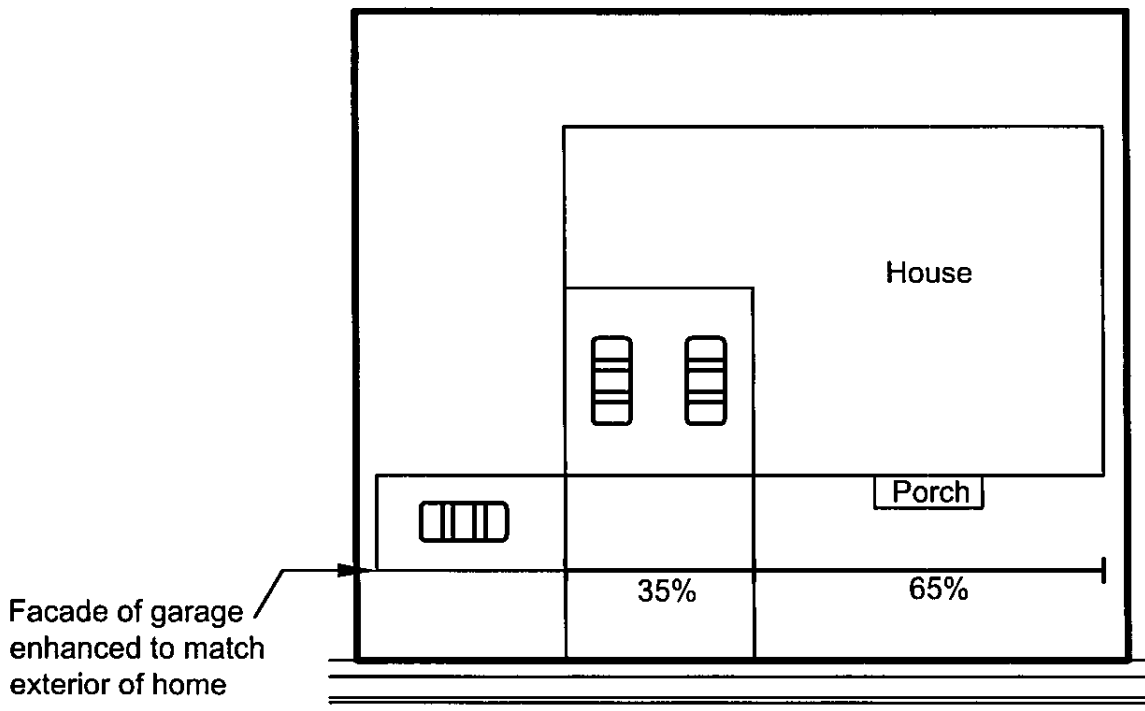 House
Porch
35%
65%
Facade of garage
enhanced to match
exterior of home